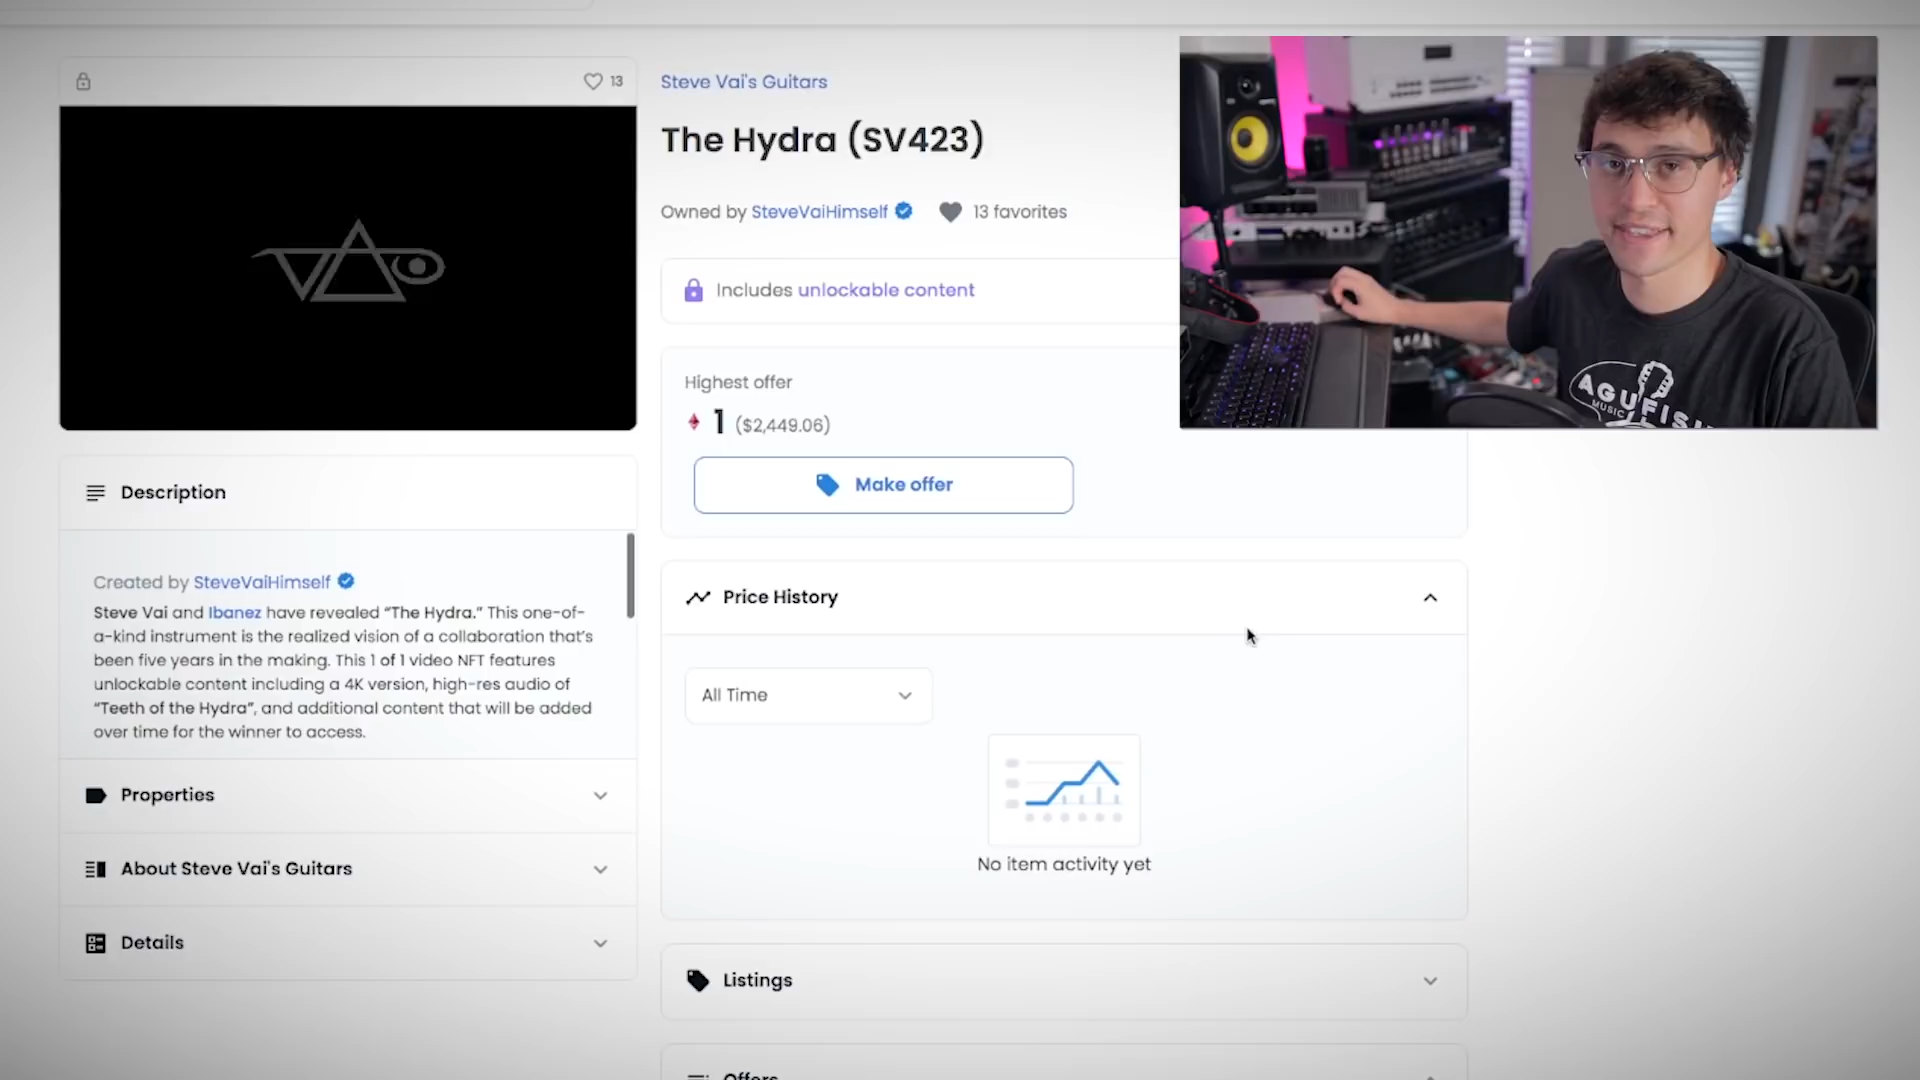 13
Steve Vai's Guitars
The Hydra (SV423)
Owned by SteveVaiHimself
13 favorites
Includes unlockable content
Highest offer
1 ($2,449.06)
Make offer
Description
Created by SteveVaiHimself
Steve Vai and Ibanez have revealed “The Hydra.” This one-of-
a-kind instrument is the realized vision of a collaboration that's
been five years in the making. This 1 of 1 video NFT features
unlockable content including a 4K version, high-res audio of
“Teeth of the Hydra”, and additional content that will be added
over time for the winner to access.
Properties
About Steve Vai's Guitars
Details
Price History
All Time
No item activity yet
Listings
Offers
VAI
AGUFISH
MUSIC